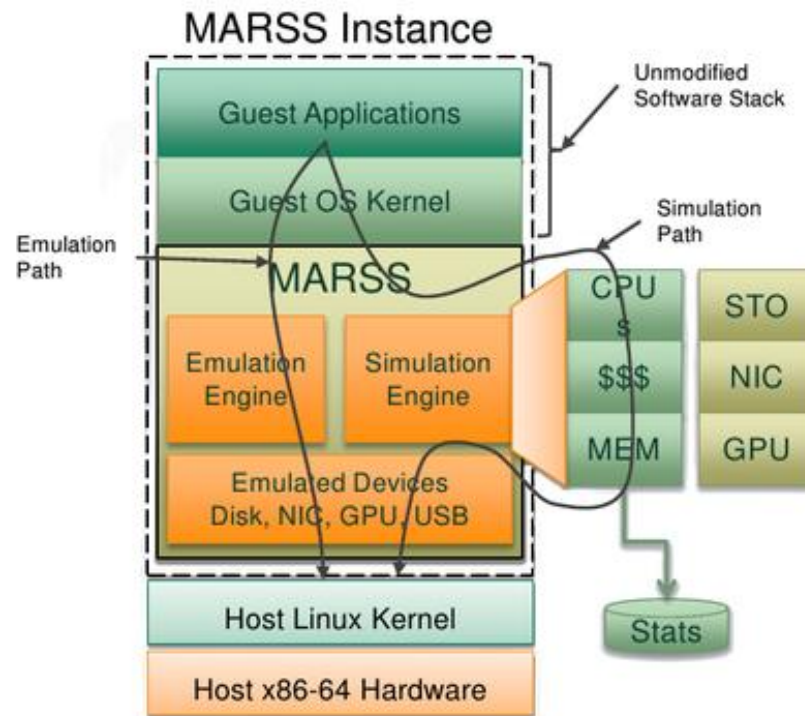 MARSS Instance
Unmodified
Software Stack
Guest Applications
Guest OS Kernel
Simulation
Path
Emulation
Path
MARSS
CPU
s
STO
Emulation
Engine
Simulation
Engine
$$$
NIC
MEM
GPU
Emulated Devices
Disk, NIC, GPU, USB
Host Linux Kernel
Stats
Host x86-64 Hardware